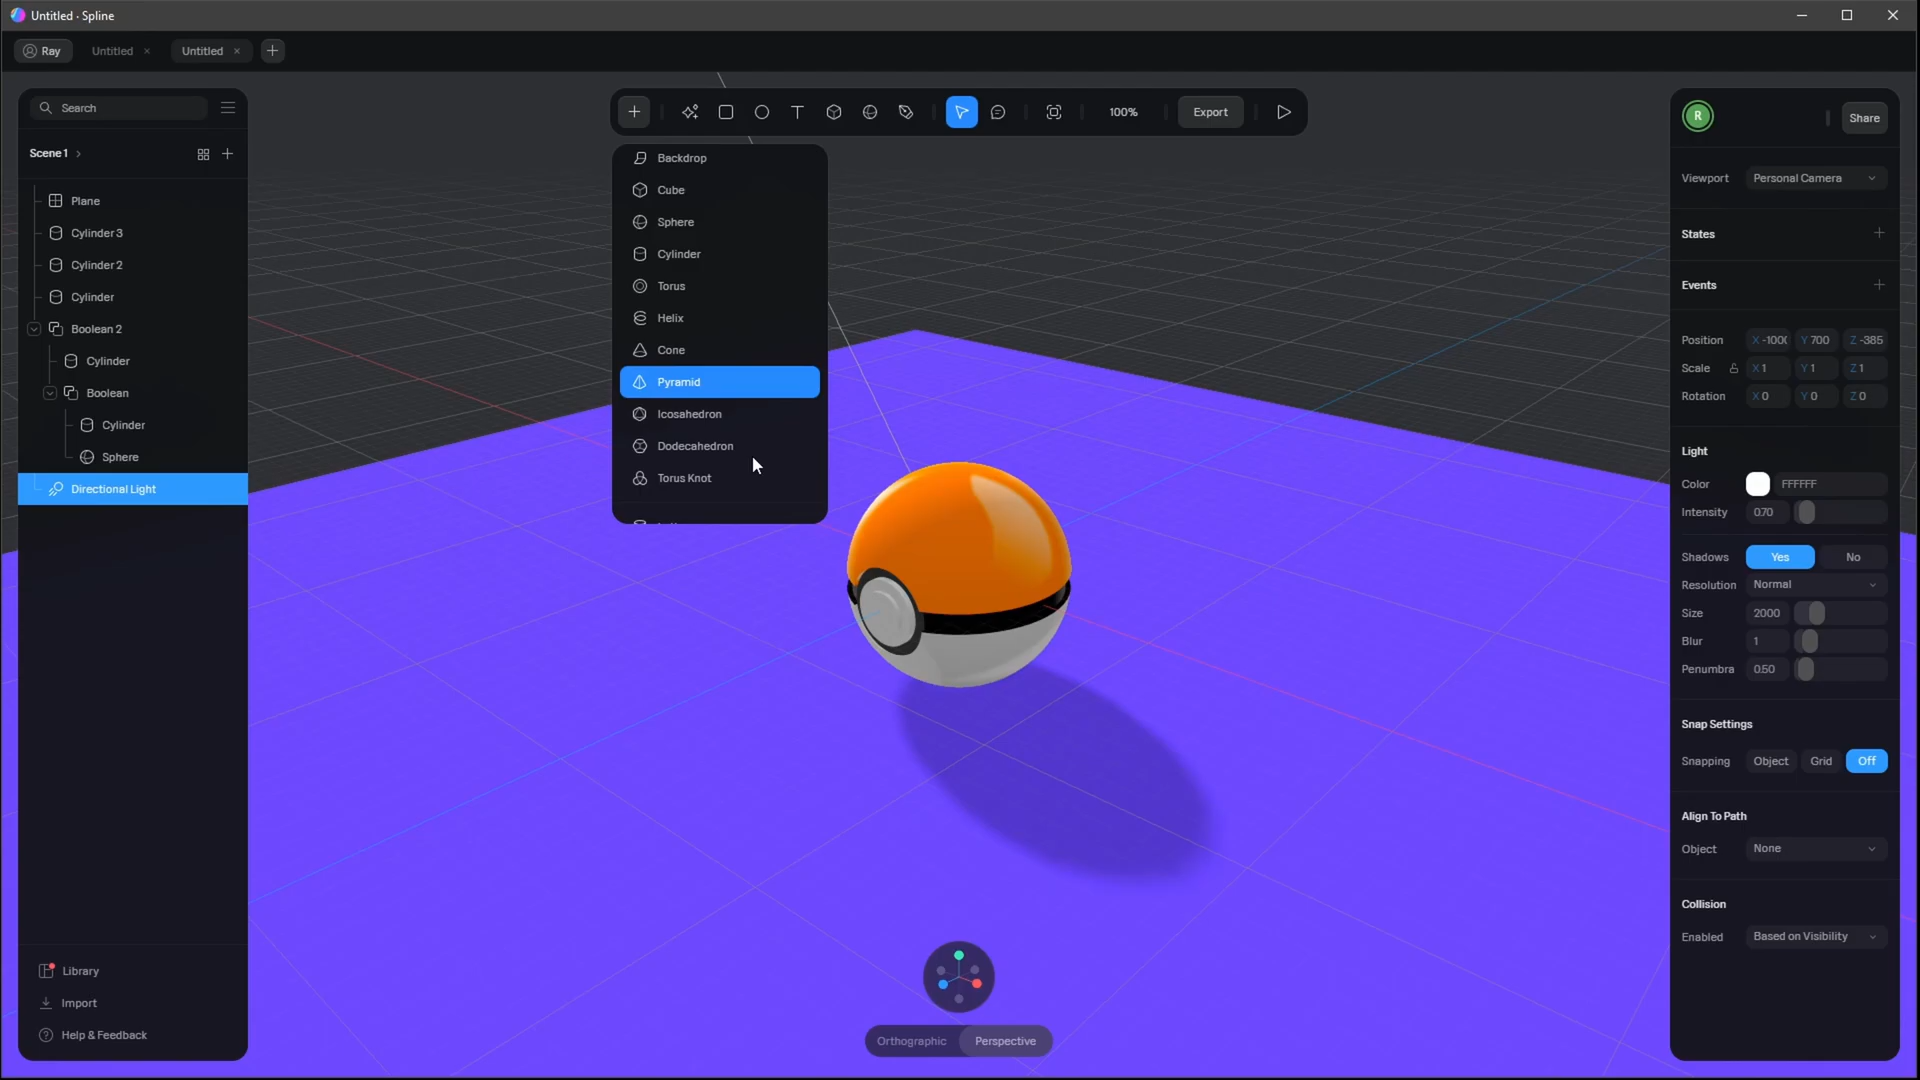 Untitled · Spline
Ray
Untitled
Untitled
Search
Scene 1
Plane
Cylinder 3
Cylinder 2
Cylinder
Boolean 2
Cylinder
Boolean
Cylinder
Sphere
Directional Light
Library
Import
Help & Feedback
100%
Export
Backdrop
Cube
Sphere
Cylinder
Torus
Helix
Cone
Pyramid
Icosahedron
Dodecahedron
Torus Knot
Orthographic
Perspective
R
Share
Viewport Personal Camera
States
Events
Position X -1000 Y 700 Z -385
Scale X 1 Y 1 Z 1
Rotation X 0 Y 0 Z 0
Light
Color FFFFFF
Intensity 0.70
Shadows Yes No
Resolution Normal
Size 2000
Blur 1
Penumbra 0.50
Snap Settings
Snapping Object Grid Off
Align To Path
Object None
Collision
Enabled Based on Visibility